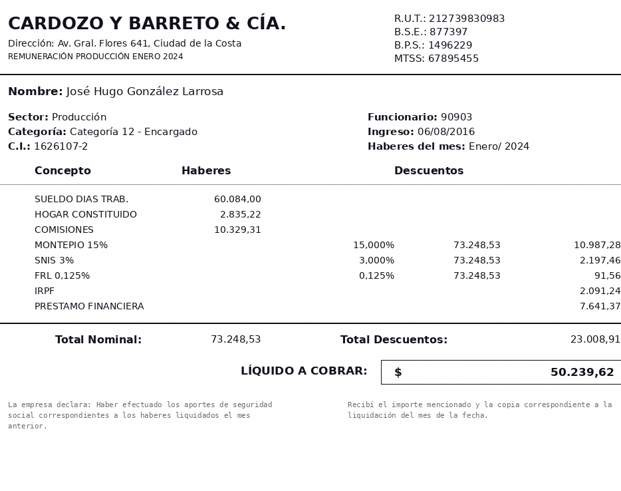 CARDOZO Y BARRETO & CÍA.
R.U.T.: 212739830983
Dirección: Av. Gral. Flores 641, Ciudad de la Costa
B.S.E.: 877397
REMUNERACIÓN PRODUCCIÓN ENERO 2024
B.P.S.: 1496229
MTSS: 67895455
Nombre: José Hugo González Larrosa
Sector: Producción
Funcionario: 90903
Categoría: Categoría 12 - Encargado
Ingreso: 06/08/2016
C.I.: 1626107-2
Haberes del mes: Enero/ 2024
Concepto Haberes Descuentos
SUELDO DIAS TRAB. 60.084,00
HOGAR CONSTITUIDO 2.835,22
COMISIONES 10.329,31
MONTEPIO 15% 15,000% 73.248,53 10.987,28
SNIS 3% 3,000% 73.248,53 2.197,46
FRL 0,125% 0,125% 73.248,53 91,56
IRPF 2.091,24
PRESTAMO FINANCIERA 7.641,37
Total Nominal: 73.248,53 Total Descuentos: 23.008,91
LÍQUIDO A COBRAR: $ 50.239,62
La empresa declara: Haber efectuado los aportes de seguridad
social correspondientes a los haberes liquidados el mes
anterior.
Recibí el importe mencionado y la copia correspondiente a la
liquidación del mes de la fecha.